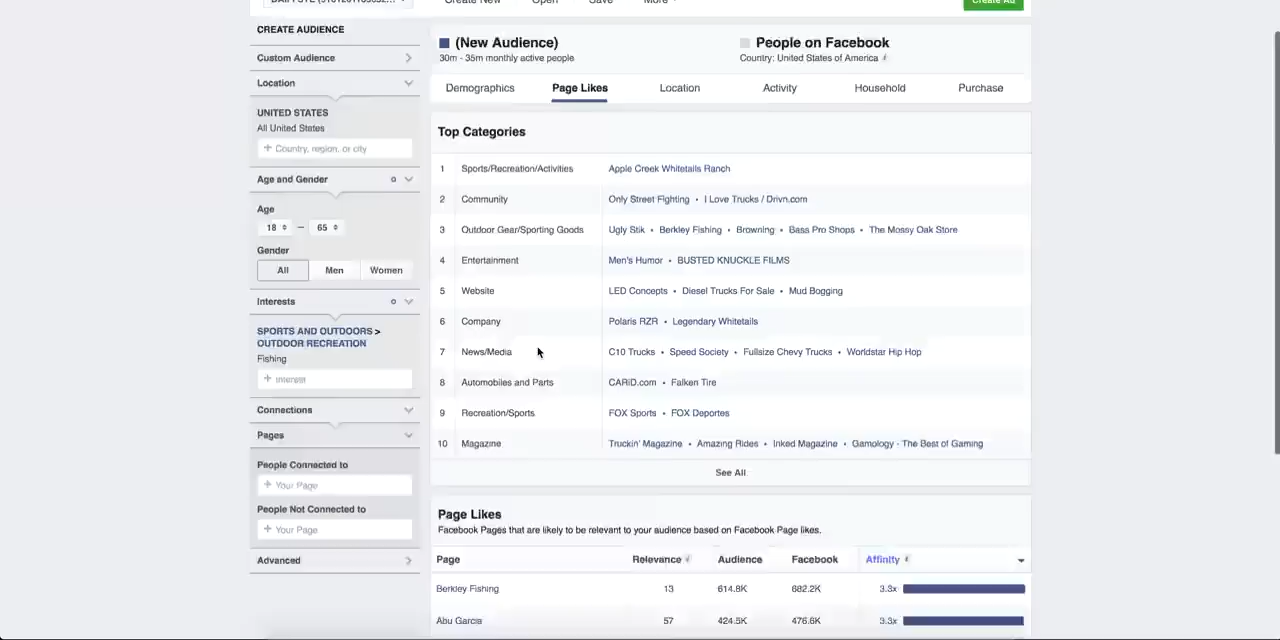 Create New Open Save More
Create Ad
CREATE AUDIENCE
Custom Audience
Location
UNITED STATES
All United States
+ Country, region, or city
Age and Gender 0
Age
18 – 65
Gender
All Men Women
Interests 0
SPORTS AND OUTDOORS >
OUTDOOR RECREATION
Fishing
+ Interest
Connections
Pages
People Connected to
+ Your Page
People Not Connected to
+ Your Page
Advanced
(New Audience)
30m - 35m monthly active people
People on Facebook
Country: United States of America i
Demographics Page Likes Location Activity Household Purchase
Top Categories
1 Sports/Recreation/Activities Apple Creek Whitetails Ranch
2 Community Only Street Fighting • I Love Trucks / Drivn.com
3 Outdoor Gear/Sporting Goods Ugly Stik • Berkley Fishing • Browning • Bass Pro Shops • The Mossy Oak Store
4 Entertainment Men's Humor • BUSTED KNUCKLE FILMS
5 Website LED Concepts • Diesel Trucks For Sale • Mud Bogging
6 Company Polaris RZR • Legendary Whitetails
7 News/Media C10 Trucks • Speed Society • Fullsize Chevy Trucks • Worldstar Hip Hop
8 Automobiles and Parts CARiD.com • Falken Tire
9 Recreation/Sports FOX Sports • FOX Deportes
10 Magazine Truckin' Magazine • Amazing Rides • Inked Magazine • Gamology - The Best of Gaming
See All
Page Likes
Facebook Pages that are likely to be relevant to your audience based on Facebook Page likes.
Page Relevance i Audience Facebook Affinity i
Berkley Fishing 13 614.8K 682.2K 3.3x
Abu Garcia 57 424.5K 476.6K 3.3x